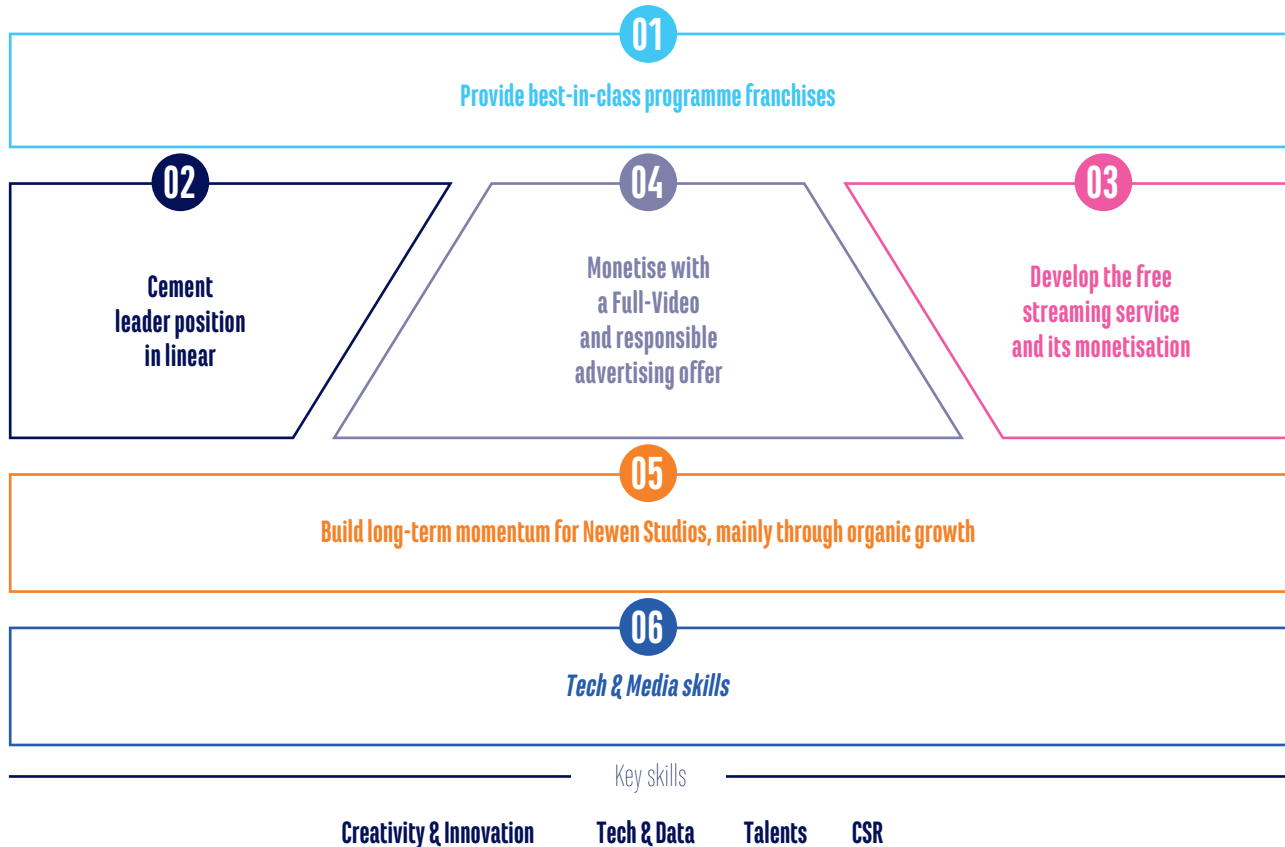 01
Provide best-in-class programme franchises
02
Cement
leader position
in linear
04
Monetise with
a Full-Video
and responsible
advertising offer
03
Develop the free
streaming service
and its monetisation
05
Build long-term momentum for Newen Studios, mainly through organic growth
06
Tech & Media skills
Key skills
Creativity & Innovation Tech & Data Talents CSR